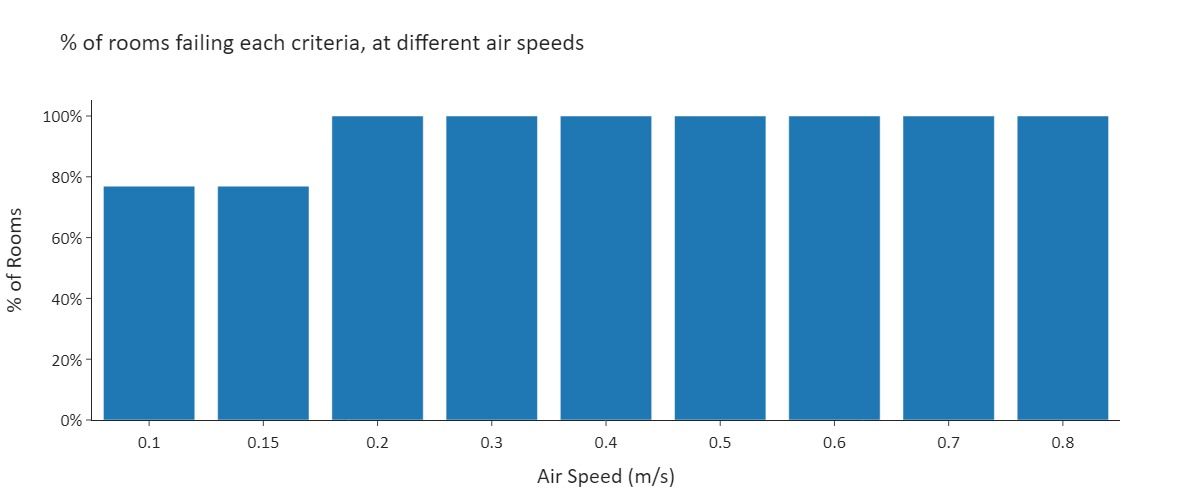 % of rooms failing each criteria, at different air speeds
100%
80%
60%
40%
20%
0%
% of Rooms
0.1 0.15 0.2 0.3 0.4 0.5 0.6 0.7 0.8
Air Speed (m/s)